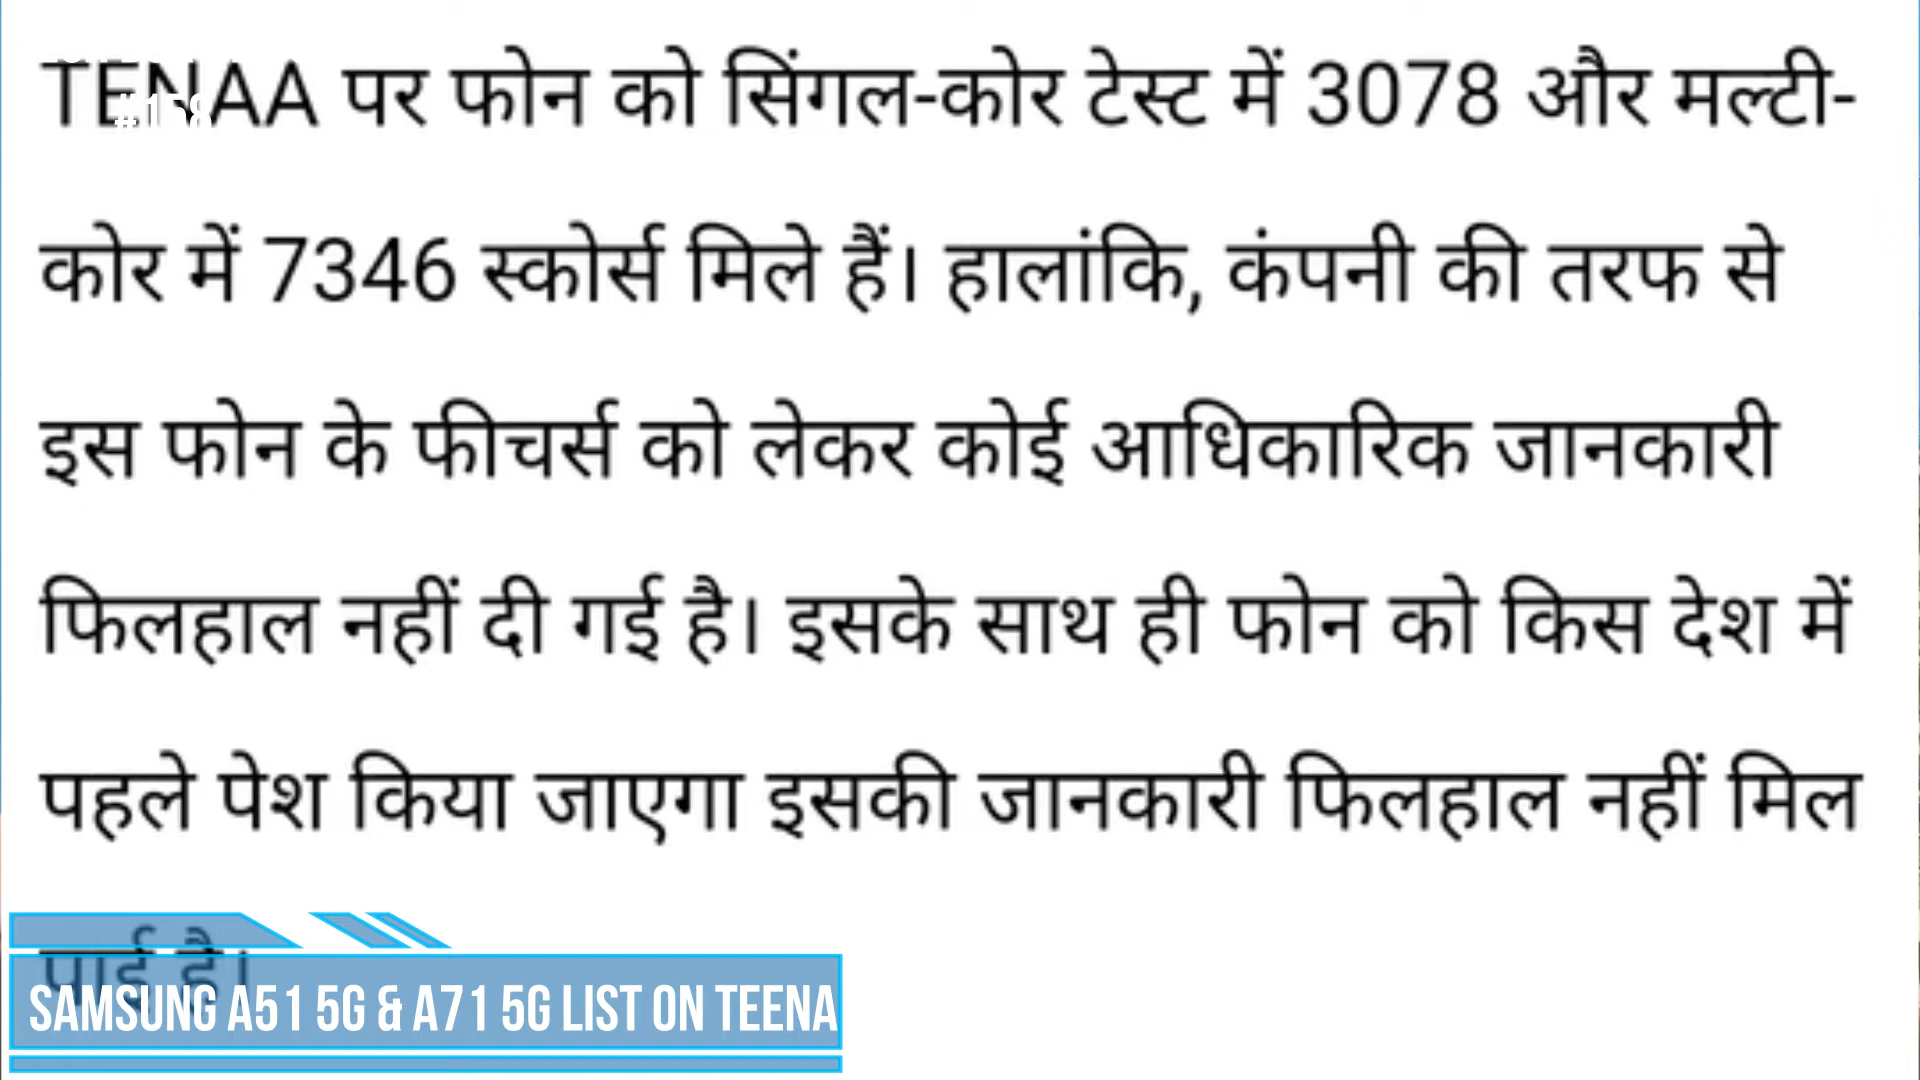 TENAA पर फोन को सिंगल-कोर टेस्ट में 3078 और मल्टी-
#158
कोर में 7346 स्कोर्स मिले हैं। हालांकि, कंपनी की तरफ से
इस फोन के फीचर्स को लेकर कोई आधिकारिक जानकारी
फिलहाल नहीं दी गई है। इसके साथ ही फोन को किस देश में
पहले पेश किया जाएगा इसकी जानकारी फिलहाल नहीं मिल
पाई है।
SAMSUNG A51 5G & A71 5G LIST ON TEENA